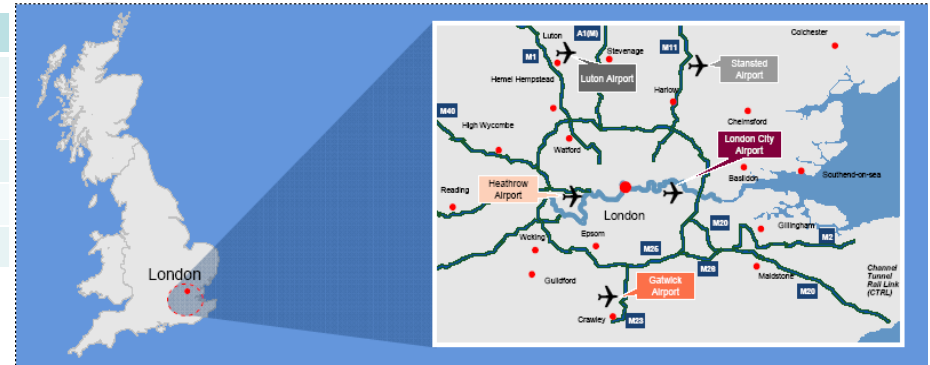 London
Luton
A1(M)
Stevenage
M11
Colchester
M1
Luton Airport
Stansted
Airport
Hemel Hempstead
Harlow
M40
High Wycombe
Chelmsford
Watford
London City
Airport
Heathrow
Airport
Basildon
Southend-on-sea
Reading
London
Woking
Epsom
M25
M20
Gillingham
M2
Guildford
M26
Maidstone
M20
Channel
Tunnel
Rail Link
(CTRL)
Gatwick
Airport
Crawley
M23